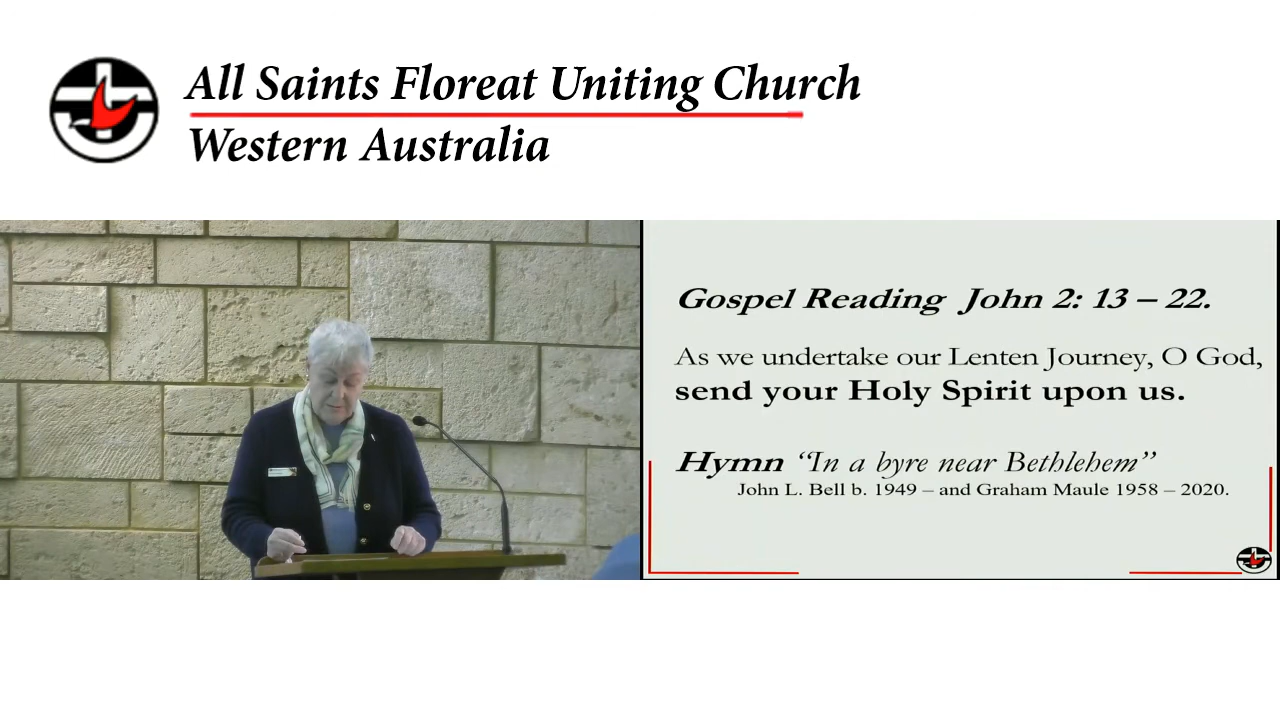 All Saints Floreat Uniting Church
Western Australia
Gospel Reading John 2: 13 – 22.
As we undertake our Lenten Journey, O God,
send your Holy Spirit upon us.
Hymn “In a byre near Bethlehem”
John L. Bell b. 1949 – and Graham Maule 1958 – 2020.